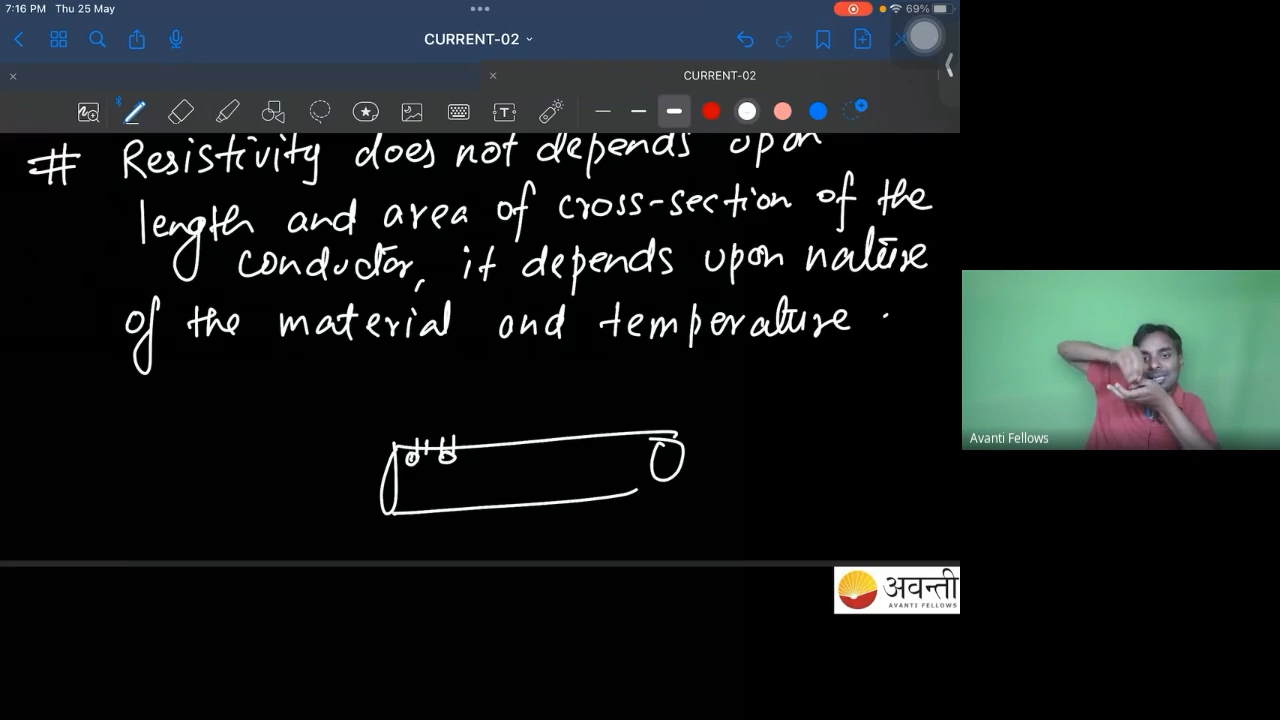 7:16 PM Thu 25 May
69%
CURRENT-02
CURRENT-02
# Resistivity does not depends upon
length and area of cross-section of the
conductor, it depends upon nature
of the material and temperature.
Avanti Fellows
अवन्ती
AVANTI FELLOWS